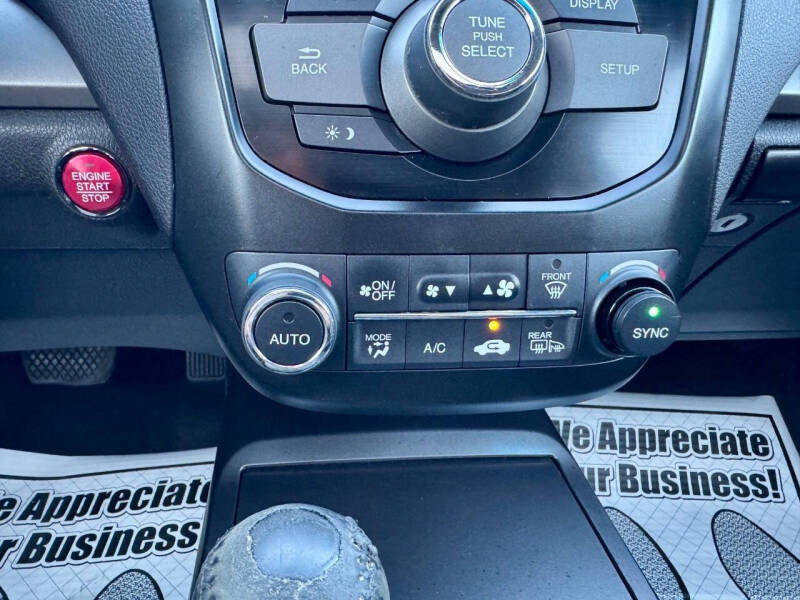 TUNE
PUSH
SELECT
DISPLAY
BACK
SETUP
ENGINE
START
STOP
ON/
OFF
FRONT
AUTO
MODE
A/C
REAR
SYNC
We Appreciate
ur Business!
e Appreciate
ur Business!